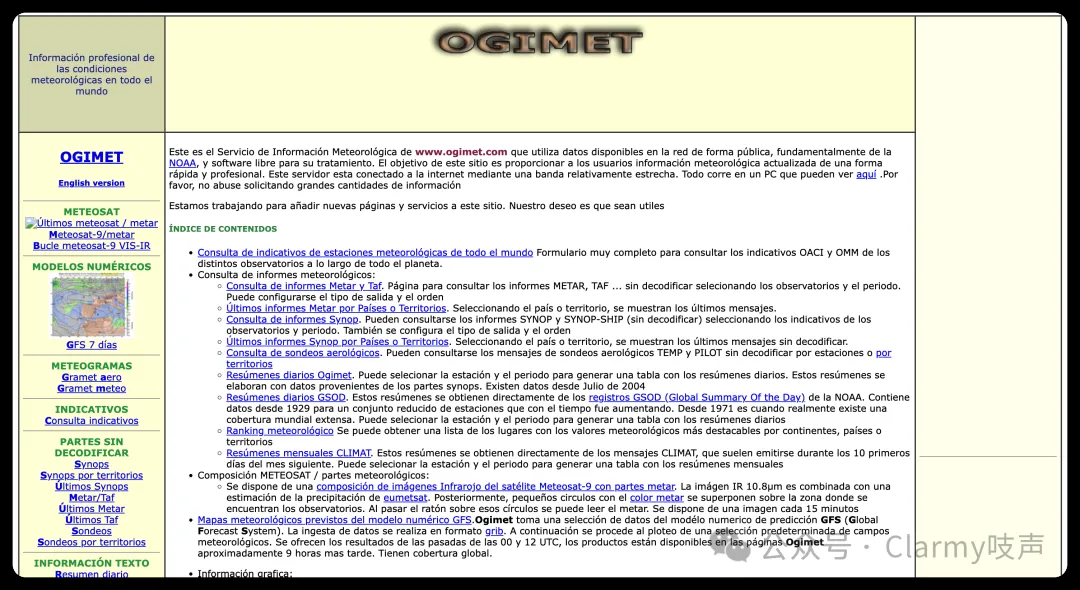 Información profesional de
las condiciones
meteorológicas en todo el
mundo
OGIMET
OGIMET
English version
METEOSAT
Últimos meteosat / metar
Meteosat-9/metar
Bucle meteosat-9 VIS-IR
MODELOS NUMÉRICOS
GFS 7 días
METEOGRAMAS
Gramet aero
Gramet meteo
INDICATIVOS
Consulta indicativos
PARTES SIN
DECODIFICAR
Synops
Synops por territorios
Últimos Synops
Metar/Taf
Últimos Metar
Últimos Taf
Sondeos
Sondeos por territorios
INFORMACIÓN TEXTO
Resumen diario
Este es el Servicio de Información Meteorológica de www.ogimet.com que utiliza datos disponibles en la red de forma pública, fundamentalmente de la
NOAA, y software libre para su tratamiento. El objetivo de este sitio es proporcionar a los usuarios información meteorológica actualizada de una forma
rápida y profesional. Este servidor esta conectado a la internet mediante una banda relativamente estrecha. Todo corre en un PC que pueden ver aquí .Por
favor, no abuse solicitando grandes cantidades de información
Estamos trabajando para añadir nuevas páginas y servicios a este sitio. Nuestro deseo es que sean utiles
ÍNDICE DE CONTENIDOS
• Consulta de indicativos de estaciones meteorológicas de todo el mundo Formulario muy completo para consultar los indicativos OACI y OMM de los
distintos observatorios a lo largo de todo el planeta.
• Consulta de informes meteorológicos:
◦ Consulta de informes Metar y Taf. Página para consultar los informes METAR, TAF ... sin decodificar selecionando los observatorios y el periodo.
Puede configurarse el tipo de salida y el orden
◦ Últimos informes Metar por Países o Territorios. Seleccionando el país o territorio, se muestran los últimos mensajes.
◦ Consulta de informes Synop. Pueden consultarse los informes SYNOP y SYNOP-SHIP (sin decodificar) seleccionando los indicativos de los
observatorios y periodo. También se configura el tipo de salida y el orden
◦ Últimos informes Synop por Países o Territorios. Seleccionando el país o territorio, se muestran los últimos mensajes sin decodificar.
◦ Consulta de sondeos aerológicos. Pueden consultarse los mensajes de sondeos aerológicos TEMP y PILOT sin decodificar por estaciones o por
territorios
◦ Resúmenes diarios Ogimet. Puede selecionar la estación y el periodo para generar una tabla con los resúmenes diarios. Estos resúmenes se
elaboran con datos provenientes de los partes synops. Existen datos desde Julio de 2004
◦ Resúmenes diarios GSOD. Estos resúmenes se obtienen directamente de los registros GSOD (Global Summary Of the Day) de la NOAA. Contiene
datos desde 1929 para un conjunto reducido de estaciones que con el tiempo fue aumentando. Desde 1971 es cuando realmente existe una
cobertura mundial extensa. Puede selecionar la estación y el periodo para generar una tabla con los resúmenes diarios
◦ Ranking meteorológico Se puede obtener una lista de los lugares con los valores meteorológicos más destacables por continentes, países o
territorios
◦ Resúmenes mensuales CLIMAT. Estos resúmenes se obtienen directamente de los mensajes CLIMAT, que suelen emitirse durante los 10 primeros
días del mes siguiente. Puede selecionar la estación y el periodo para generar una tabla con los resúmenes mensuales
• Composición METEOSAT / partes meteorológicos:
◦ Se dispone de una composición de imágenes Infrarojo del satélite Meteosat-9 con partes metar. La imágen IR 10.8µm es combinada con una
estimación de la precipitación de eumetsat. Posteriormente, pequeños circulos con el color metar se superponen sobre la zona donde se
encuentran los observatorios. Al pasar el ratón sobre esos círculos se puede leer el metar. Se dispone de una imagen cada 15 minutos
• Mapas meteorológicos previstos del modelo numérico GFS.Ogimet toma una selección de datos del modélo numerico de predicción GFS (Global
Forecast System). La ingesta de datos se realiza en formato grib. A continuación se procede al ploteo de una selección predeterminada de campos
meteorológicos. Se ofrecen los resultados de las pasadas de las 00 y 12 UTC, los productos están disponibles en las páginas Ogimet
aproximadamente 9 horas mas tarde. Tienen cobertura global.
• Información grafica:
公众号 · Clarmy吱声